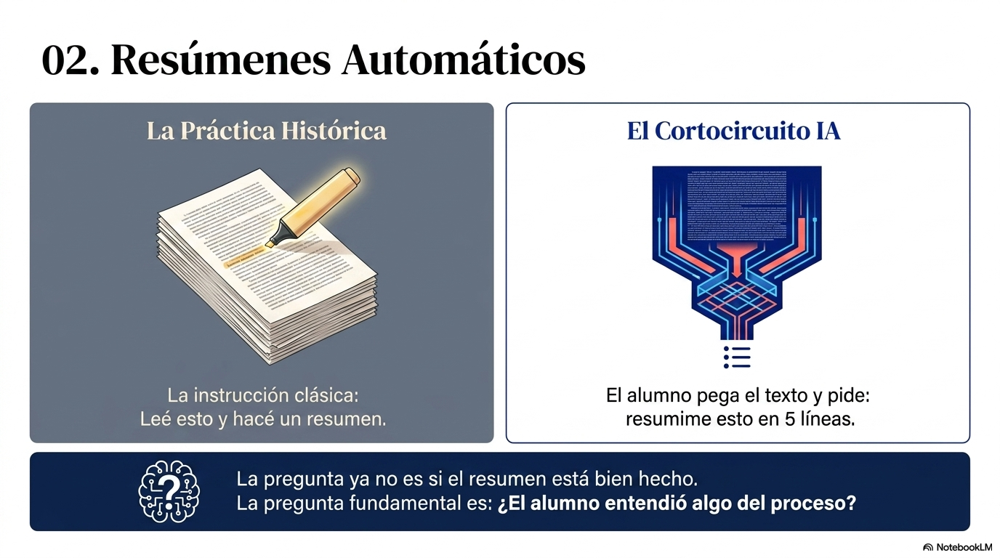 02. Resúmenes Automáticos
La Práctica Histórica
La instrucción clásica:
Leé esto y hacé un resumen.
El Cortocircuito IA
El alumno pega el texto y pide:
resumime esto en 5 líneas.
?
La pregunta ya no es si el resumen está bien hecho.
La pregunta fundamental es: ¿El alumno entendió algo del proceso?
NotebookLM